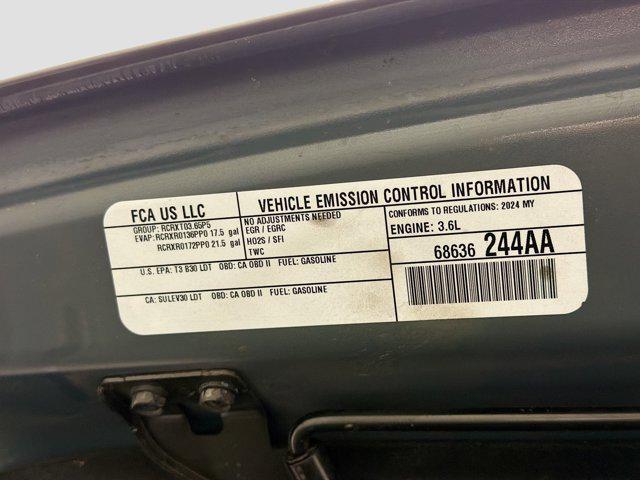 FCA US LLC
GROUP: RCRXT03.65P5
EVAP: RCRXR0136PP0 17.5 gal
RCRXR0172PP0 21.5 gal
VEHICLE EMISSION CONTROL INFORMATION
NO ADJUSTMENTS NEEDED
EGR / EGRC
HO2S / SFI
TWC
CONFORMS TO REGULATIONS: 2024 MY
ENGINE: 3.6L
68636 244AA
U.S. EPA: T3 B30 LDT OBD: CA OBD II FUEL: GASOLINE
CA: SULEV30 LDT OBD: CA OBD II FUEL: GASOLINE